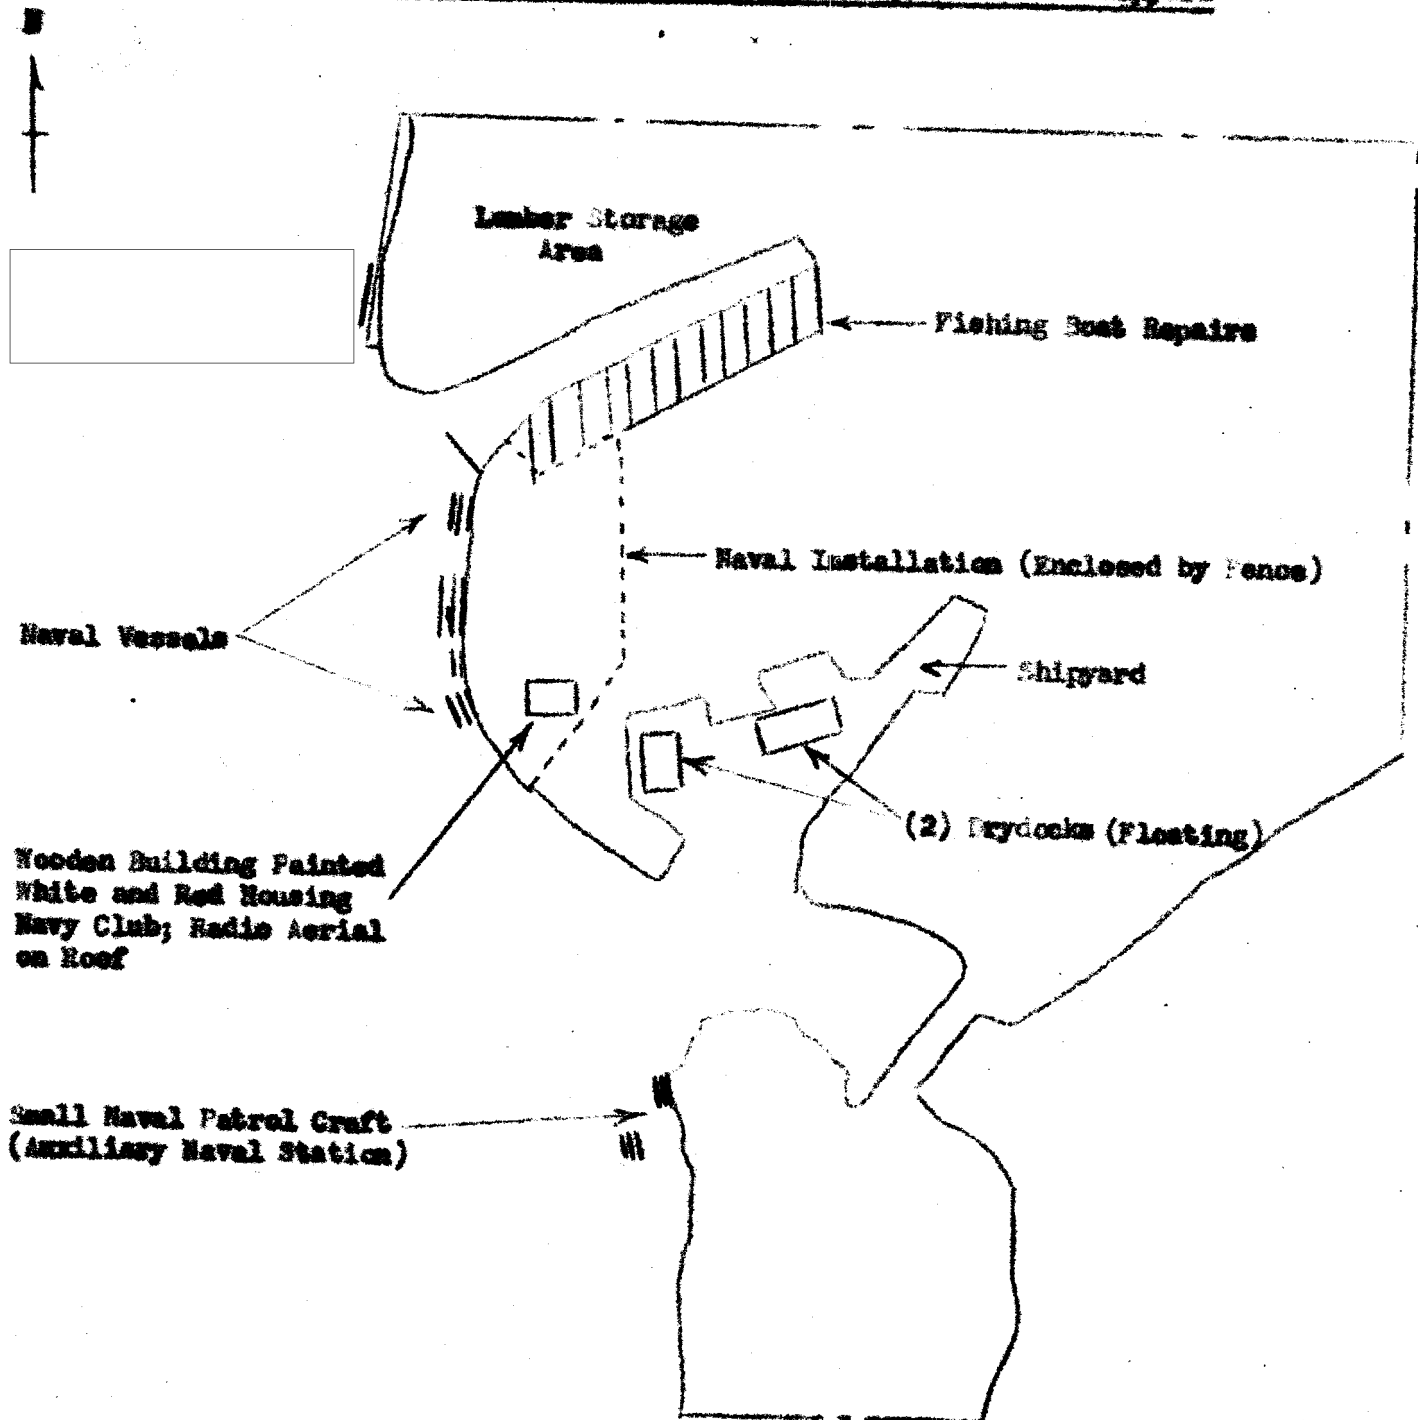 N
Lumber Storage
Area
Fishing Boat Repairs
Naval Installation (Enclosed by Fence)
Naval Vessels
Shipyard
(2) Drydocks (Floating)
Wooden Building Painted
White and Red Housing
Navy Club; Radio Aerial
on Roof
Small Naval Patrol Craft
(Auxiliary Naval Station)